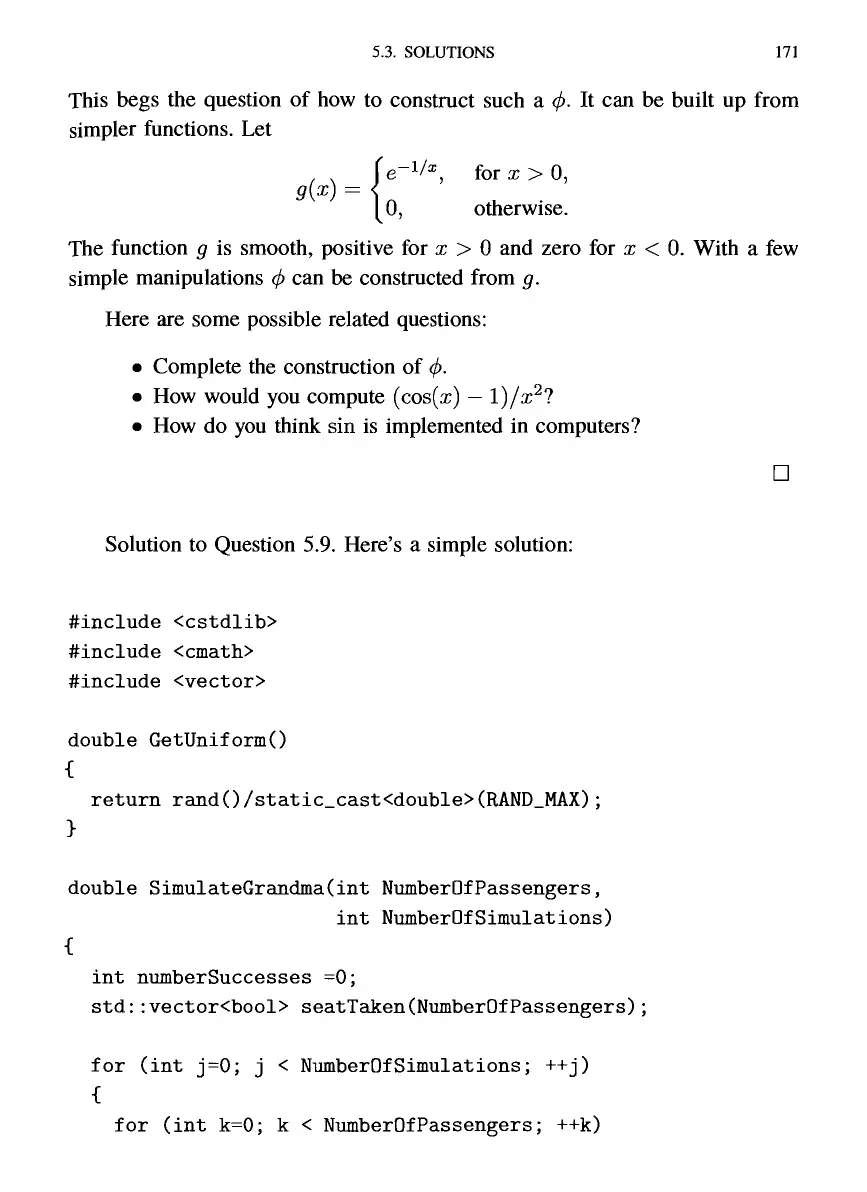 5.3. SOLUTIONS 171
This begs the question of how to construct such a ϕ. It can be built up from
simpler functions. Let
g(x) = { e^{−1/x}, for x > 0,
0, otherwise.
The function g is smooth, positive for x > 0 and zero for x < 0. With a few
simple manipulations ϕ can be constructed from g.
Here are some possible related questions:
• Complete the construction of ϕ.
• How would you compute (cos(x) − 1)/x²?
• How do you think sin is implemented in computers?
□
Solution to Question 5.9. Here's a simple solution:
#include <cstdlib>
#include <cmath>
#include <vector>
double GetUniform()
{
return rand()/static_cast<double>(RAND_MAX);
}
double SimulateGrandma(int NumberOfPassengers,
int NumberOfSimulations)
{
int numberSuccesses =0;
std::vector<bool> seatTaken(NumberOfPassengers);
for (int j=0; j < NumberOfSimulations; ++j)
{
for (int k=0; k < NumberOfPassengers; ++k)